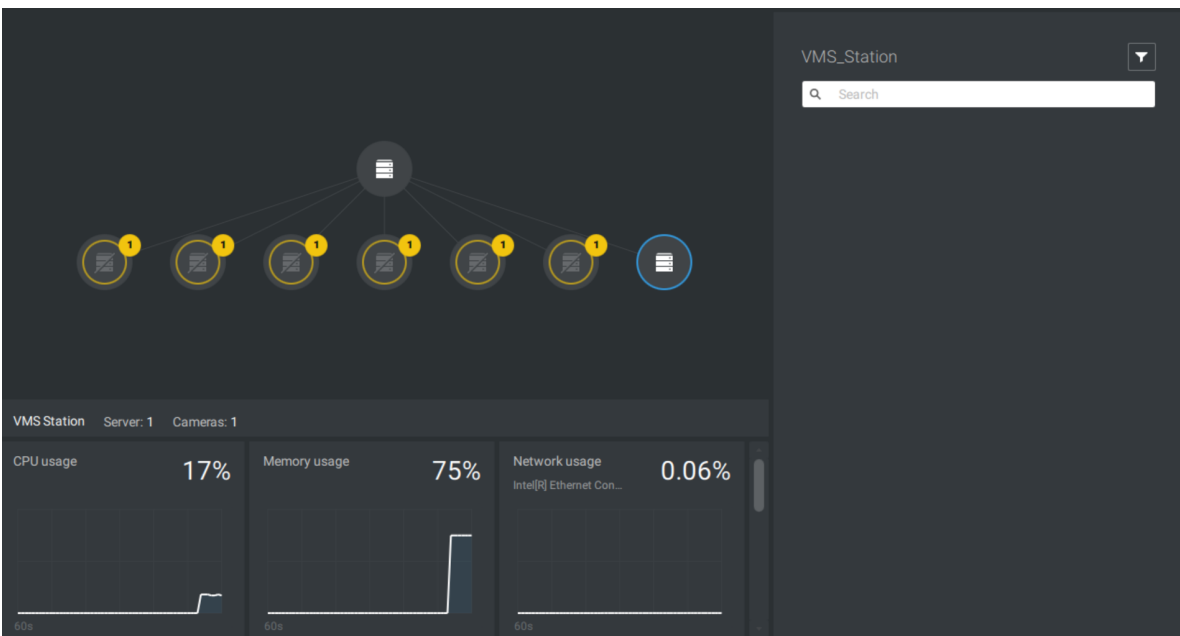 VMS_Station
Search
1 1 1 1 1 1
VMS Station Server: 1 Cameras: 1
CPU usage 17%
60s
Memory usage 75%
60s
Network usage 0.06%
Intel[R] Ethernet Con...
60s